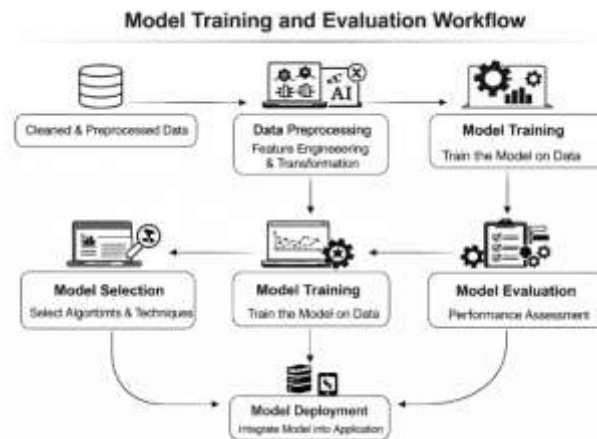 Model Training and Evaluation Workflow
AI
Cleaned & Preprocessed Data
Data Preprocessing
Feature Engineering
& Transformation
Model Training
Train the Model on Data
Model Selection
Select Algortimts & Techniques
Model Training
Train the Model on Data
Model Evaluation
Performance Assessment
Model Deployment
Integrate Model into Application